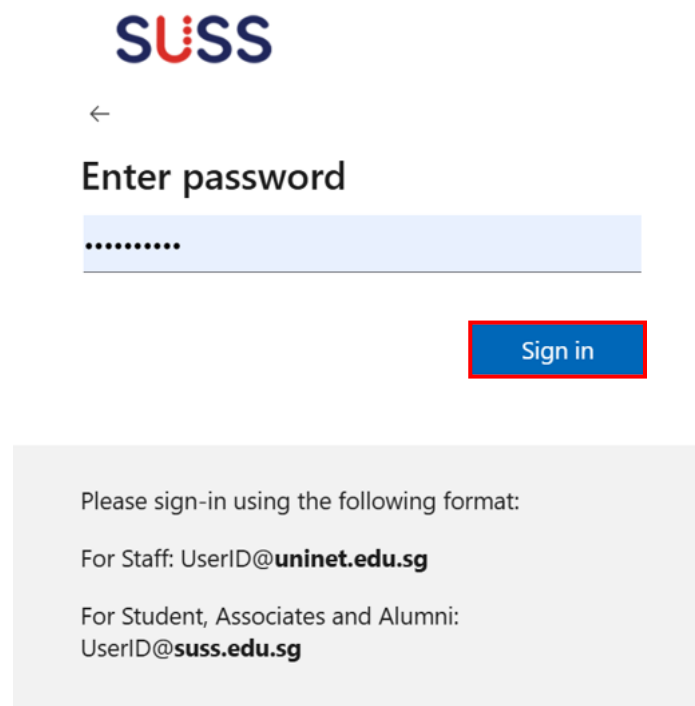 SUSS
←
Enter password
••••••••••
Sign in
Please sign-in using the following format:
For Staff: UserID@uninet.edu.sg
For Student, Associates and Alumni:
UserID@suss.edu.sg